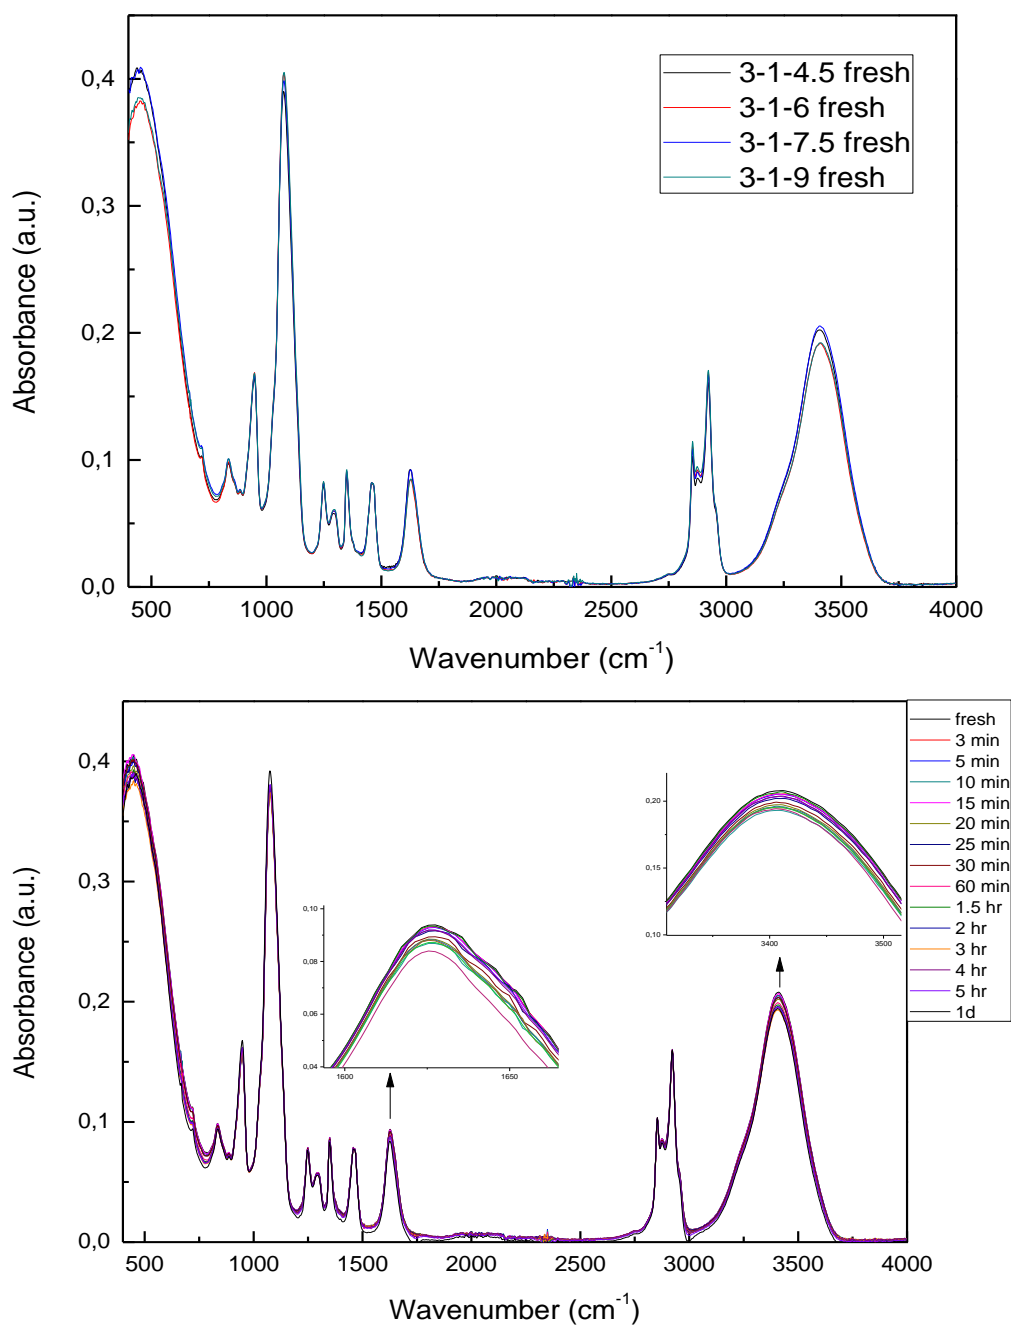 0,4
0,3
0,2
0,1
0,0
Absorbance (a.u.)
3-1-4.5 fresh
3-1-6 fresh
3-1-7.5 fresh
3-1-9 fresh
500 1000 1500 2000 2500 3000 3500 4000
Wavenumber (cm-1)
0,4
0,3
0,2
0,1
0,0
Absorbance (a.u.)
0,10
0,08
0,06
0,04
1600 1650
0,20
0,15
0,10
3400 3500
fresh
3 min
5 min
10 min
15 min
20 min
25 min
30 min
60 min
1.5 hr
2 hr
3 hr
4 hr
5 hr
1d
500 1000 1500 2000 2500 3000 3500 4000
Wavenumber (cm-1)